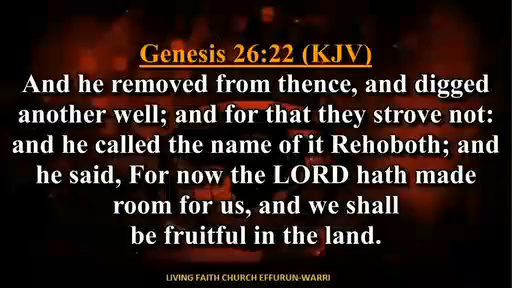 Genesis 26:22 (KJV)
And he removed from thence, and digged
another well; and for that they strove not:
and he called the name of it Rehoboth; and
he said, For now the LORD hath made
room for us, and we shall
be fruitful in the land.
LIVING FAITH CHURCH EFFURUN-WARRI